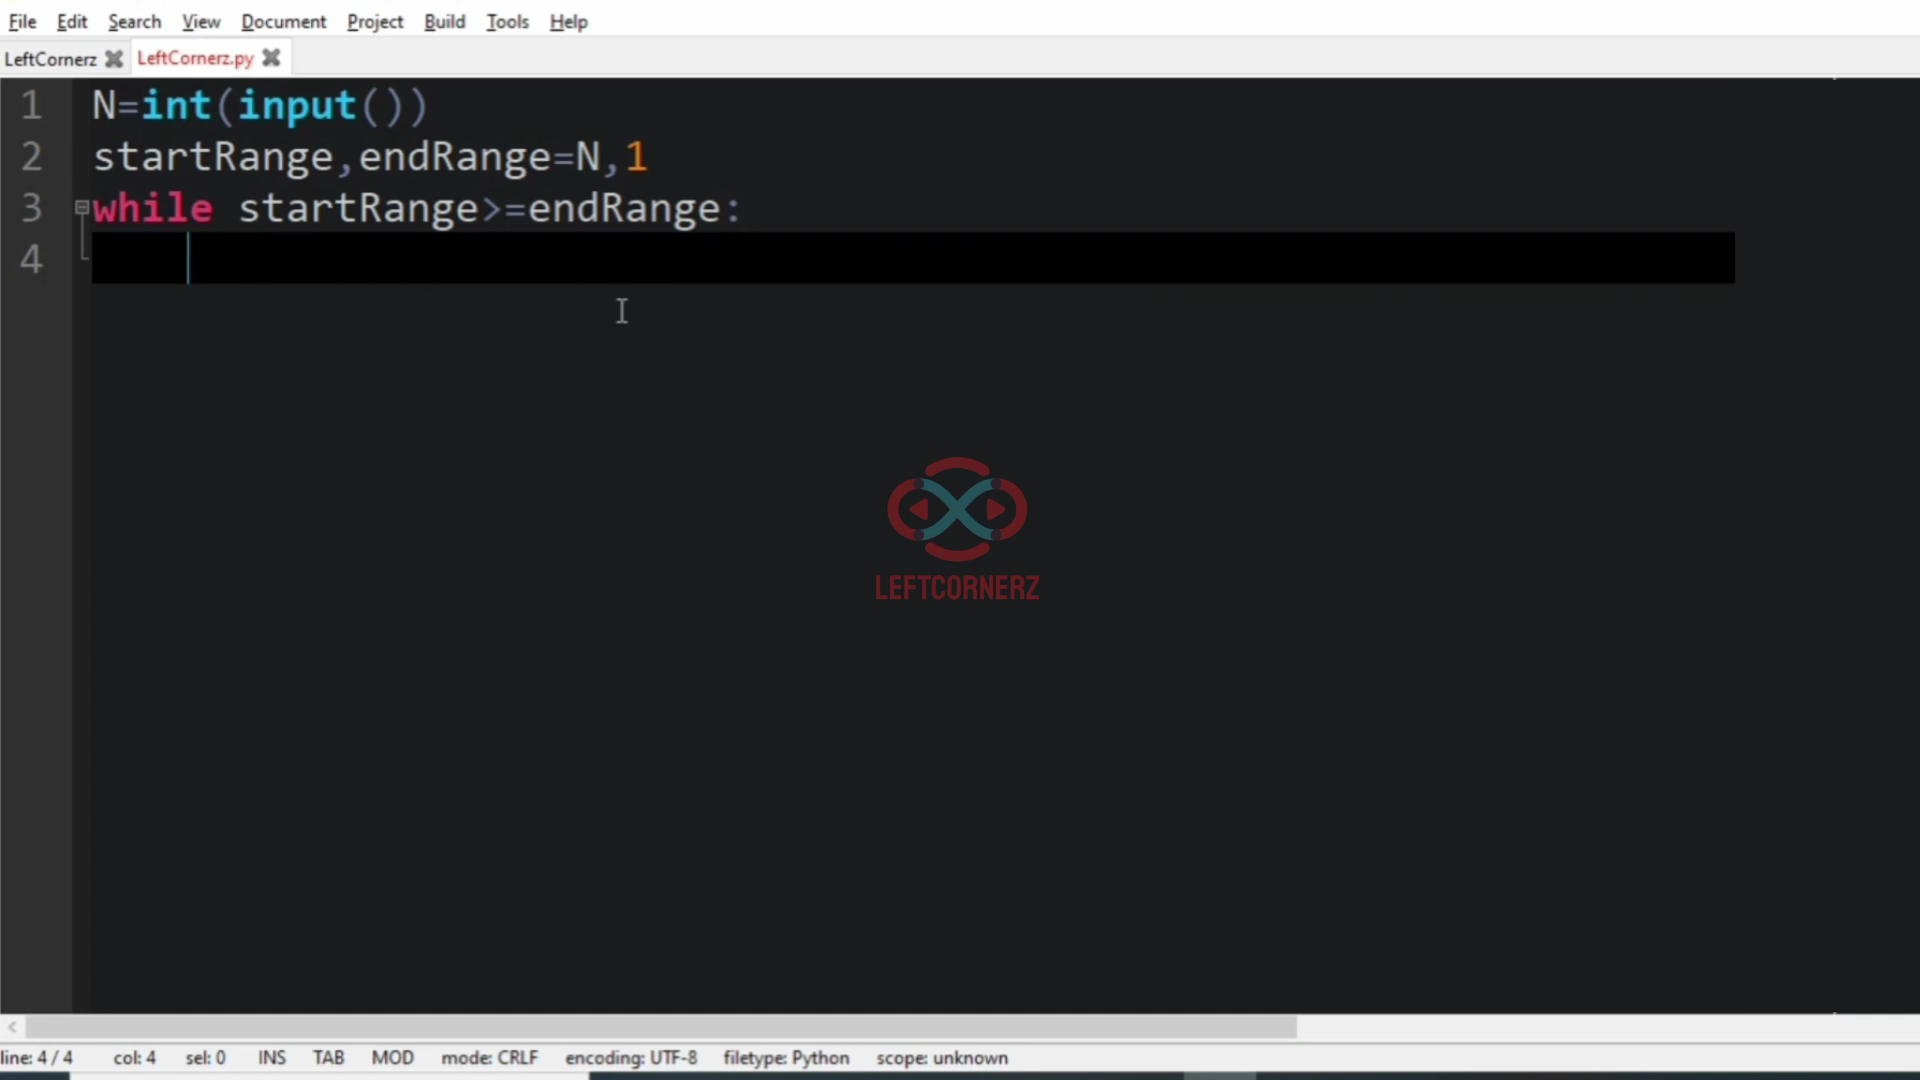 File Edit Search View Document Project Build Tools Help
LeftCornerz LeftCornerz.py
1 N=int(input())
2 startRange,endRange=N,1
3 while startRange>=endRange:
4
LEFTCORNERZ
line: 4 / 4 col: 4 sel: 0 INS TAB MOD mode: CRLF encoding: UTF-8 filetype: Python scope: unknown